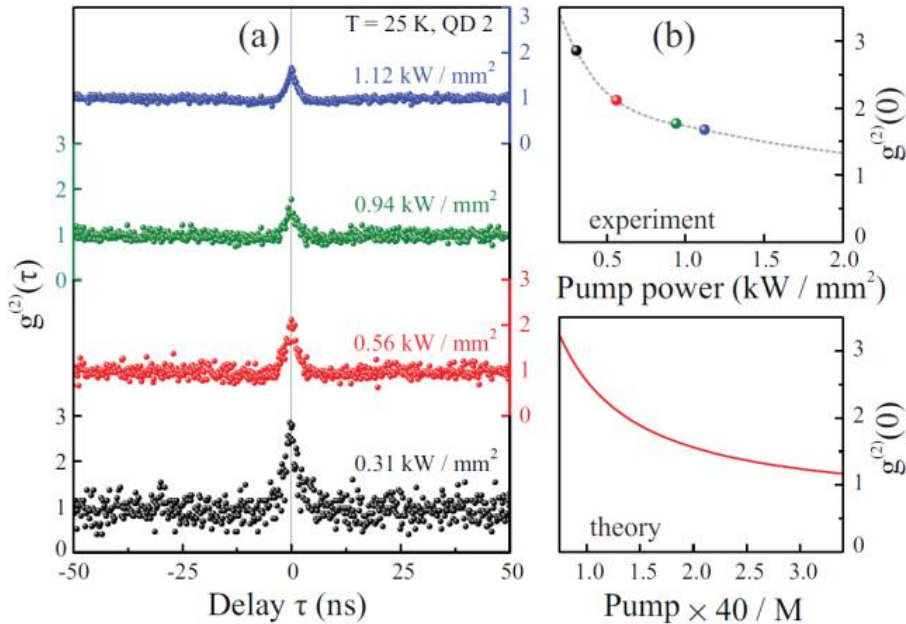 (a)
T = 25 K, QD 2
1.12 kW / mm²
3
2
1
0
0.94 kW / mm²
3
2
1
0
0.56 kW / mm²
3
2
1
0
0.31 kW / mm²
3
2
1
0
g⁽²⁾(τ)
-50
-25
0
25
50
Delay τ (ns)
(b)
experiment
3
2
1
0
g⁽²⁾(0)
0.5
1.0
1.5
2.0
Pump power (kW / mm²)
theory
3
2
1
0
g⁽²⁾(0)
1.0
1.5
2.0
2.5
3.0
Pump × 40 / M